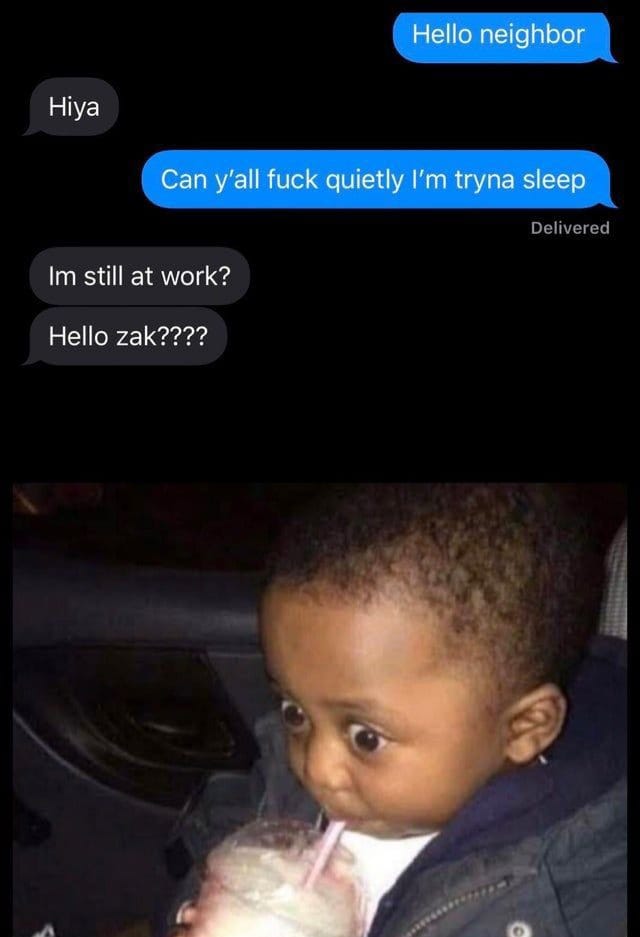 Hello neighbor
Hiya
Can y'all fuck quietly I'm tryna sleep
Delivered
Im still at work?
Hello zak????